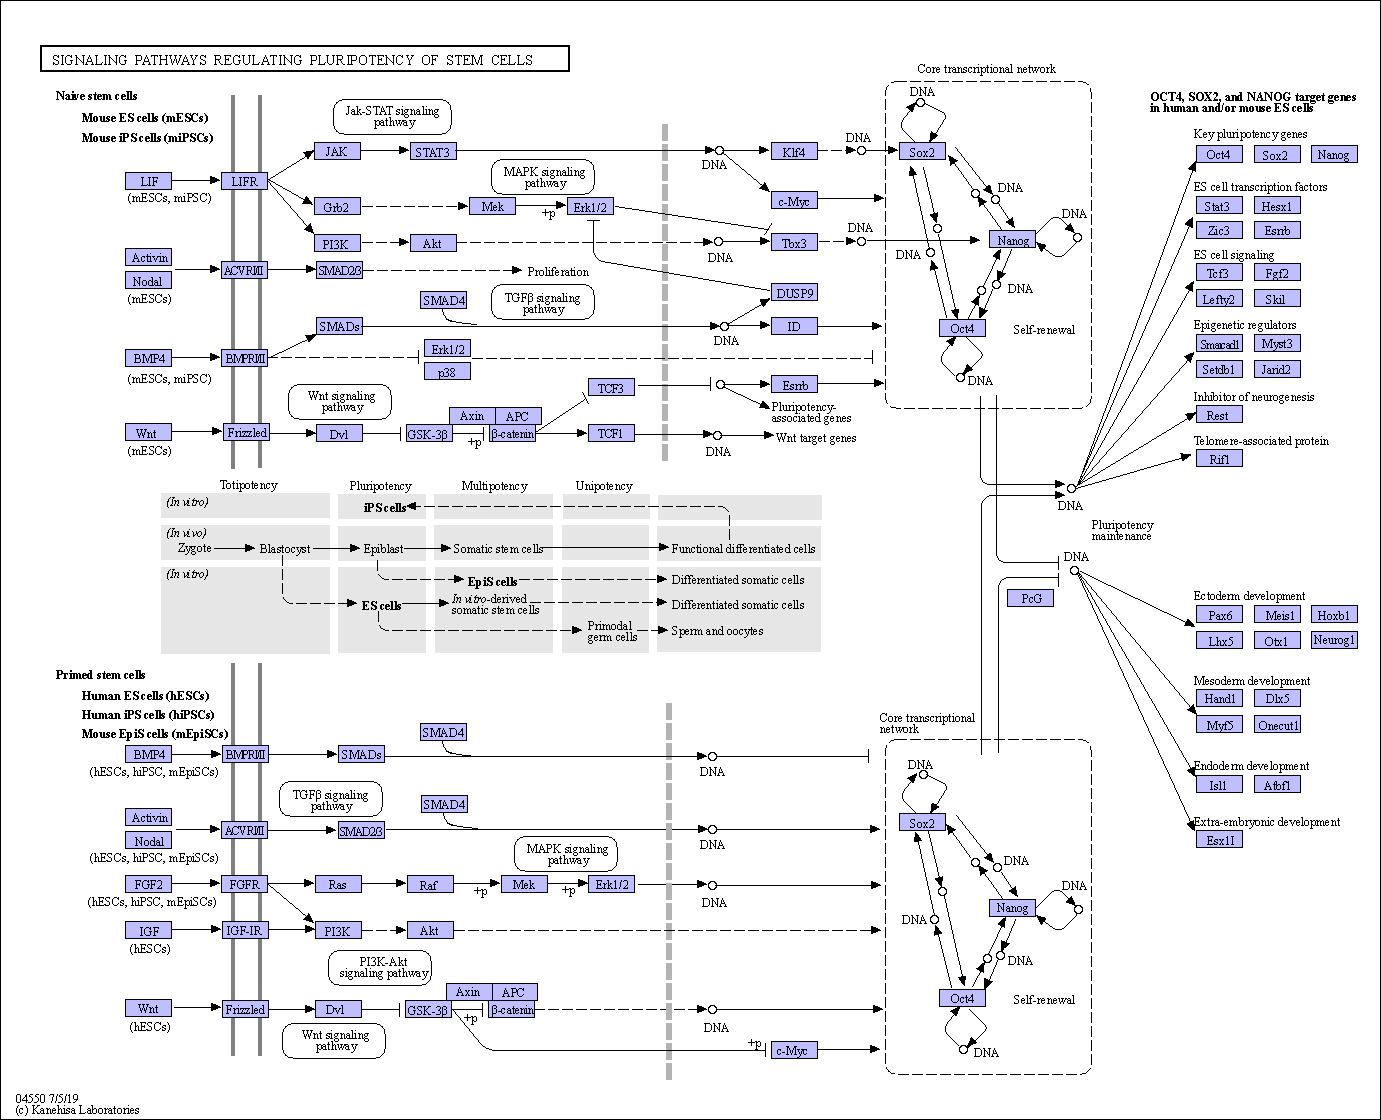 SIGNALING PATHWAYS REGULATING PLURIPOTENCY OF STEM CELLS
Naive stem cells
Mouse ES cells (mESCs)
Mouse iPS cells (miPSCs)
Jak-STAT signaling
pathway
JAK
STAT3
LIF
(mESCs, miPSC)
LIFR
MAPK signaling
pathway
Grb2
Mek
+p
Erk1/2
PI3K
Akt
Activin
Nodal
(mESCs)
ACVRI/II
SMAD2/3
Proliferation
TGFβ signaling
pathway
SMAD4
SMADs
BMP4
(mESCs, miPSC)
BMPRI/II
Erk1/2
p38
Wnt signaling
pathway
Wnt
(mESCs)
Frizzled
Dvl
GSK-3β
+p
Axin
APC
β-catenin
TCF3
TCF1
DNA
Klf4
DNA
c-Myc
DNA
Tbx3
DNA
DUSP9
DNA
ID
Esrrb
Pluripotency-
associated genes
DNA
Wnt target genes
Core transcriptional network
DNA
Sox2
DNA
DNA
Nanog
DNA
DNA
Oct4
Self-renewal
DNA
OCT4, SOX2, and NANOG target genes
in human and/or mouse ES cells
Key pluripotency genes
Oct4
Sox2
Nanog
ES cell transcription factors
Stat3
Hesx1
Zic3
Esrrb
ES cell signaling
Tcf3
Fgf2
Lefty2
Skil
Epigenetic regulators
Smarcad1
Myst3
Setdb1
Jarid2
Inhibitor of neurogenesis
Rest
Telomere-associated protein
Rif1
DNA
Pluripotency
maintenance
DNA
PcG
Ectoderm development
Pax6
Meis1
Hoxb1
Lhx5
Otx1
Neurog1
Mesoderm development
Hand1
Dlx5
Myf5
Onecut1
Endoderm development
Isl1
Atbf1
Extra-embryonic development
Esx1l
Totipotency
Pluripotency
Multipotency
Unipotency
(In vitro)
iPS cells
(In vivo)
Zygote
Blastocyst
Epiblast
Somatic stem cells
Functional differentiated cells
(In vitro)
EpiS cells
Differentiated somatic cells
ES cells
In vitro-derived
somatic stem cells
Differentiated somatic cells
Primodal
germ cells
Sperm and oocytes
Primed stem cells
Human ES cells (hESCs)
Human iPS cells (hiPSCs)
Mouse EpiS cells (mEpiSCs)
BMP4
(hESCs, hiPSC, mEpiSCs)
BMPRI/II
SMADs
SMAD4
DNA
TGFβ signaling
pathway
Activin
Nodal
(hESCs, hiPSC, mEpiSCs)
ACVRI/II
SMAD2/3
SMAD4
DNA
MAPK signaling
pathway
FGF2
(hESCs, hiPSC, mEpiSCs)
FGFR
Ras
Raf
+p
Mek
+p
Erk1/2
DNA
IGF
(hESCs)
IGF-IR
PI3K
Akt
PI3K-Akt
signaling pathway
Wnt
(hESCs)
Frizzled
Dvl
GSK-3β
+p
Axin
APC
β-catenin
DNA
Wnt signaling
pathway
+p
c-Myc
Core transcriptional
network
DNA
Sox2
DNA
DNA
Nanog
DNA
DNA
Oct4
Self-renewal
DNA
04550 7/5/19
(c) Kanehisa Laboratories